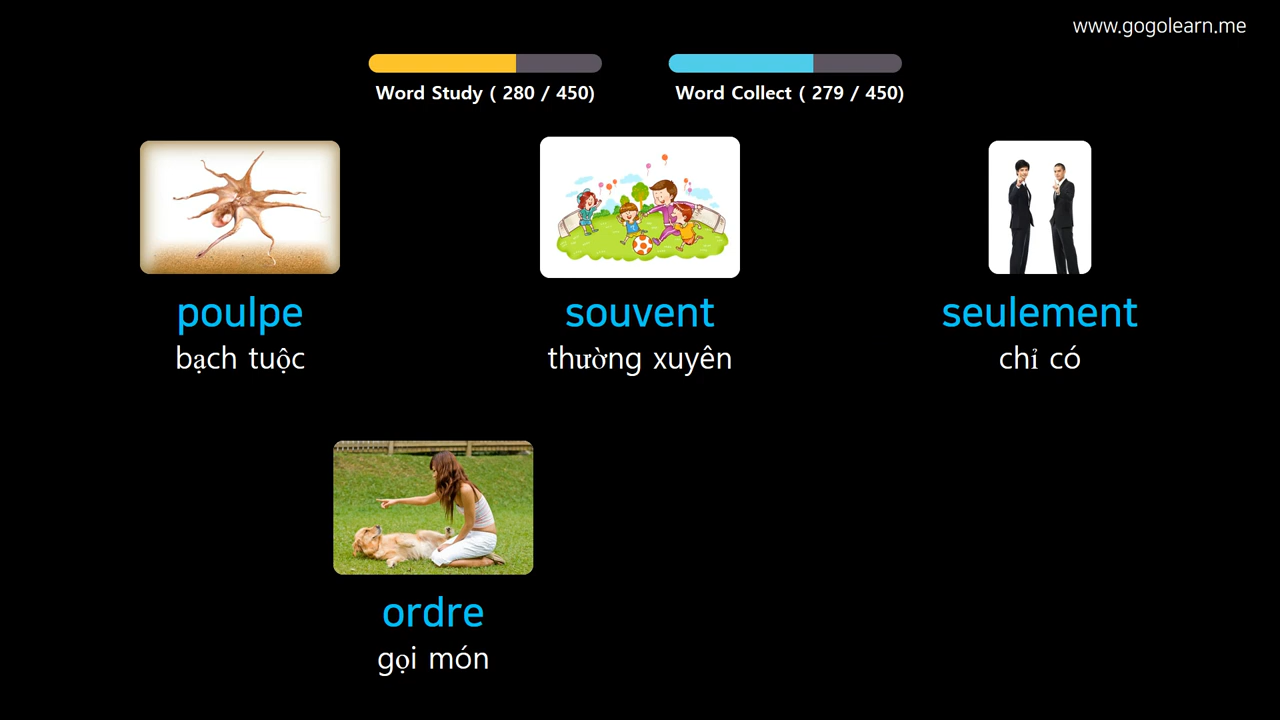 www.gogolearn.me
Word Study ( 280 / 450)
Word Collect ( 279 / 450)
poulpe
bạch tuộc
souvent
thường xuyên
seulement
chỉ có
ordre
gọi món